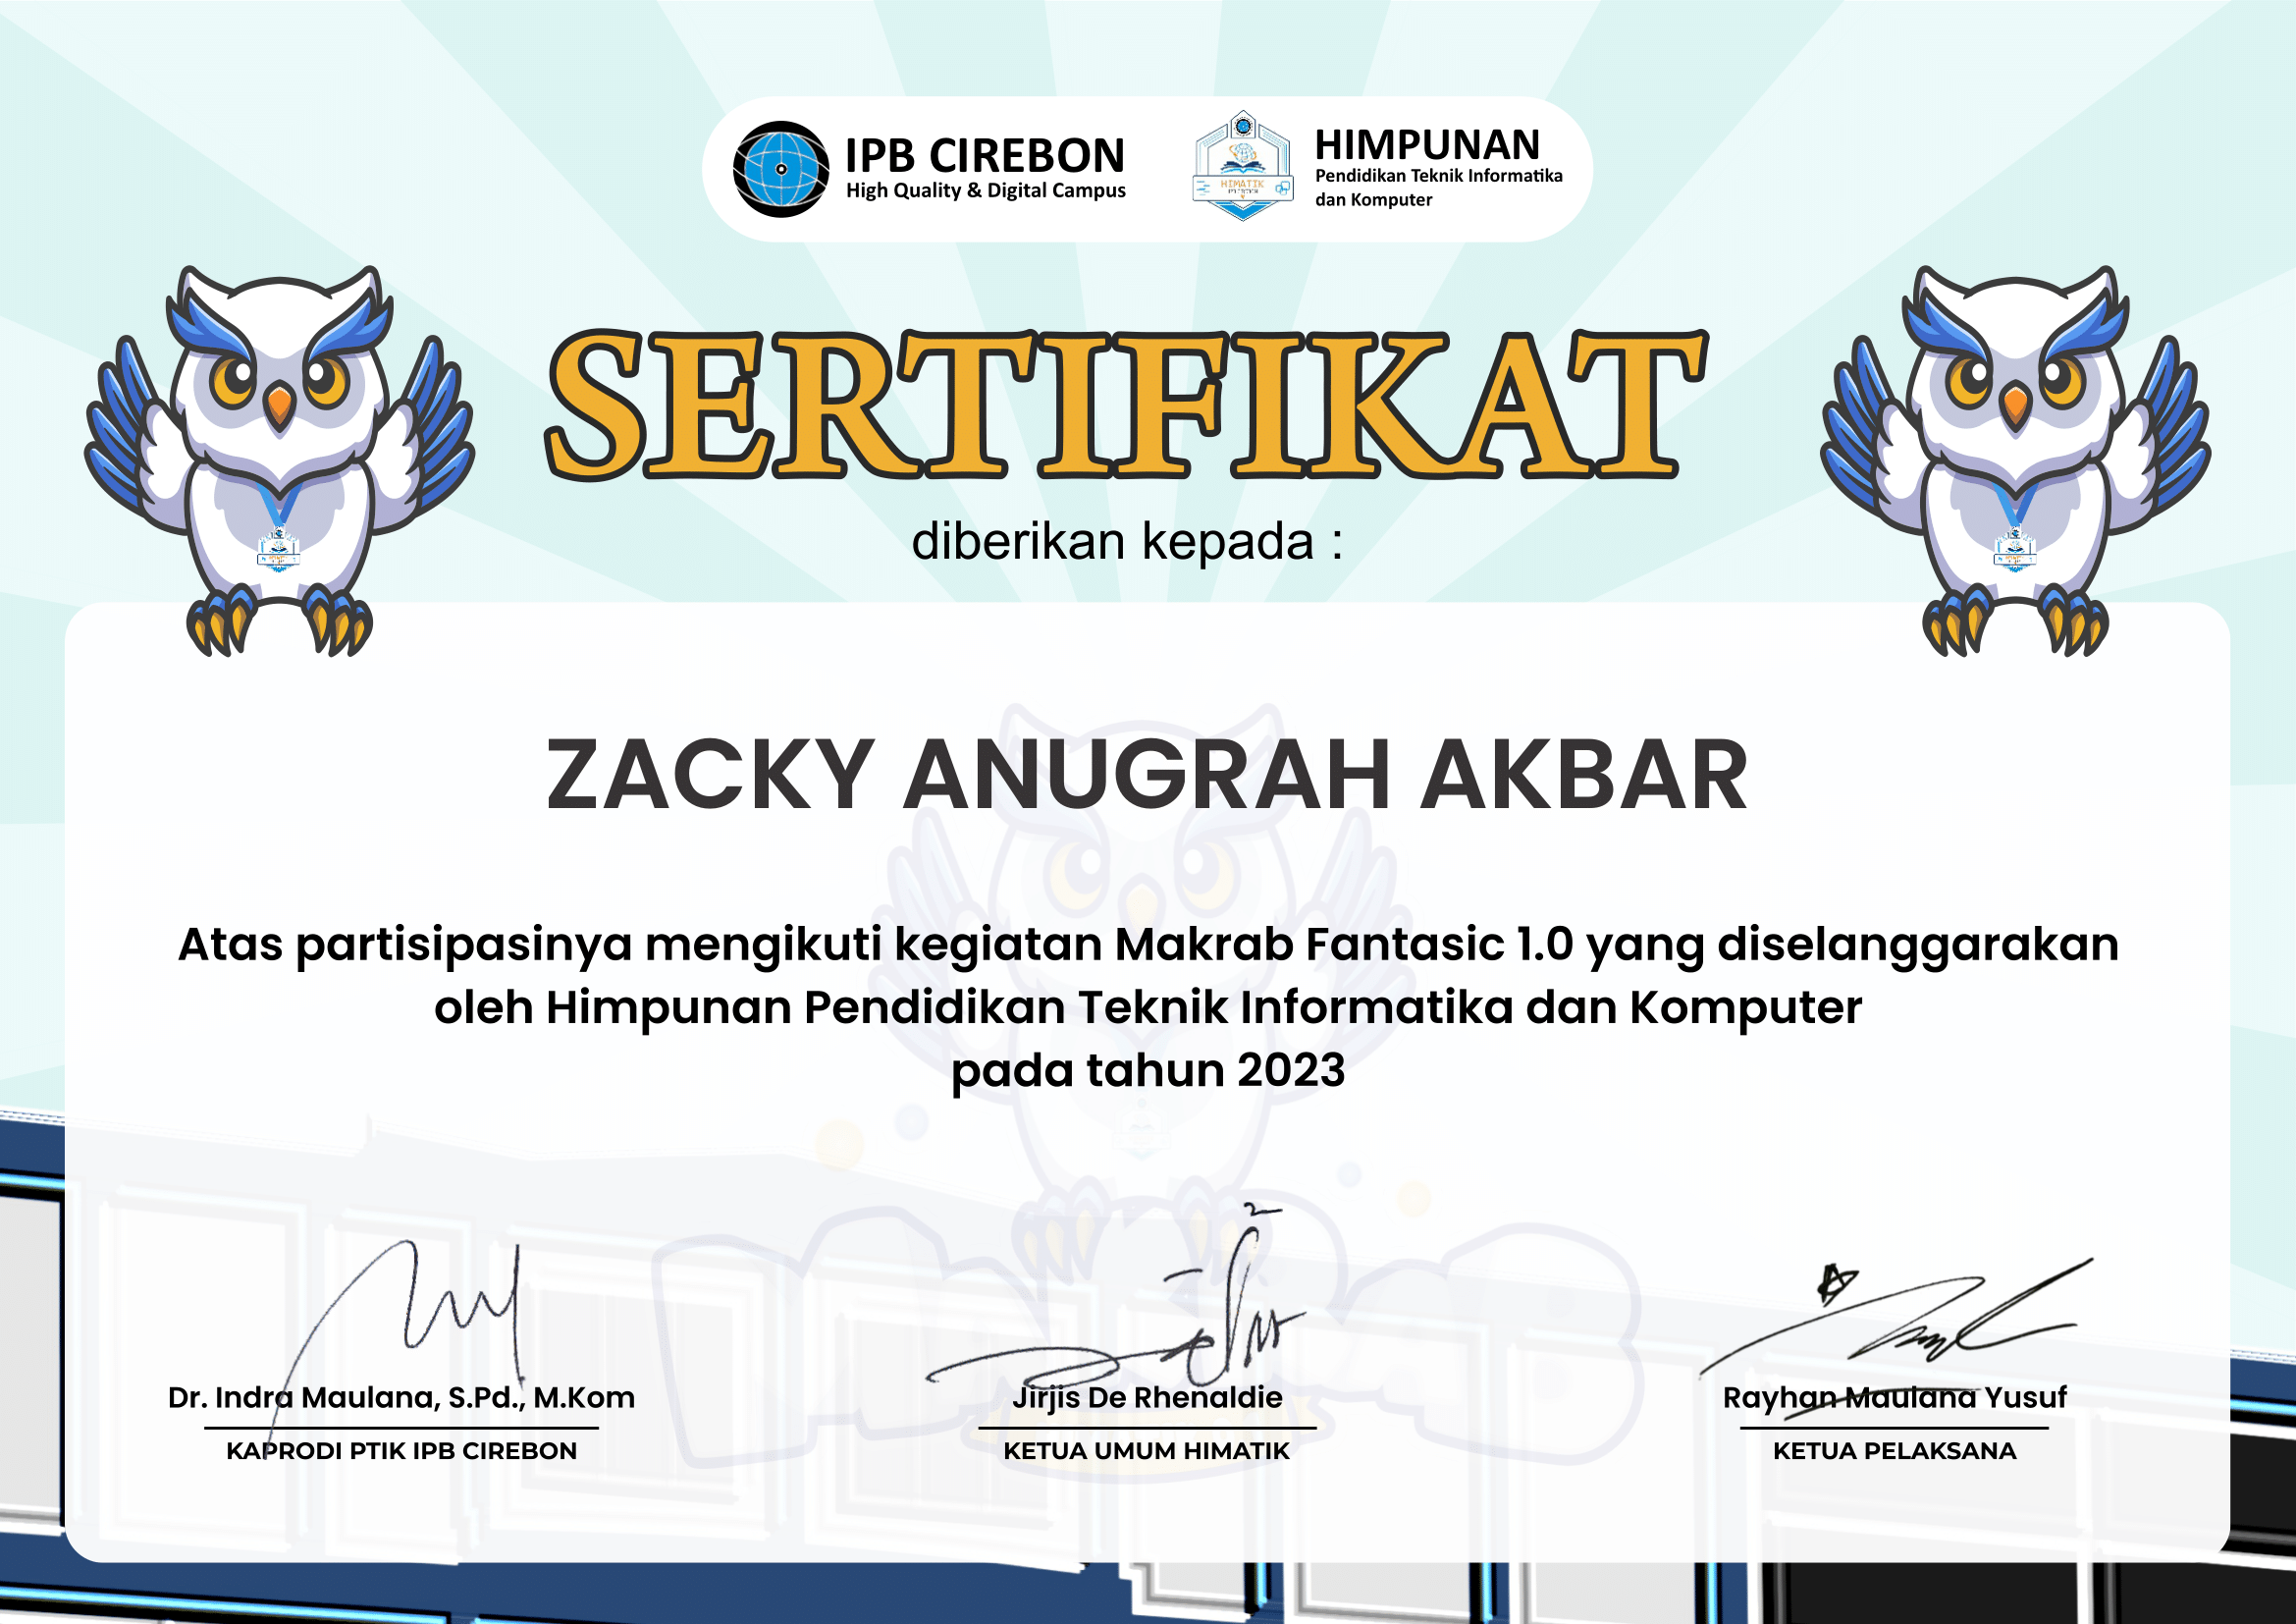 IPB CIREBON
High Quality & Digital Campus
HIMATIK
HIMPUNAN
Pendidikan Teknik Informatika
dan Komputer
SERTIFIKAT
diberikan kepada :
ZACKY ANUGRAH AKBAR
Atas partisipasinya mengikuti kegiatan Makrab Fantasic 1.0 yang diselanggarakan
oleh Himpunan Pendidikan Teknik Informatika dan Komputer
pada tahun 2023
Dr. Indra Maulana, S.Pd., M.Kom
KAPRODI PTIK IPB CIREBON
Jirjis De Rhenaldie
KETUA UMUM HIMATIK
Rayhan Maulana Yusuf
KETUA PELAKSANA